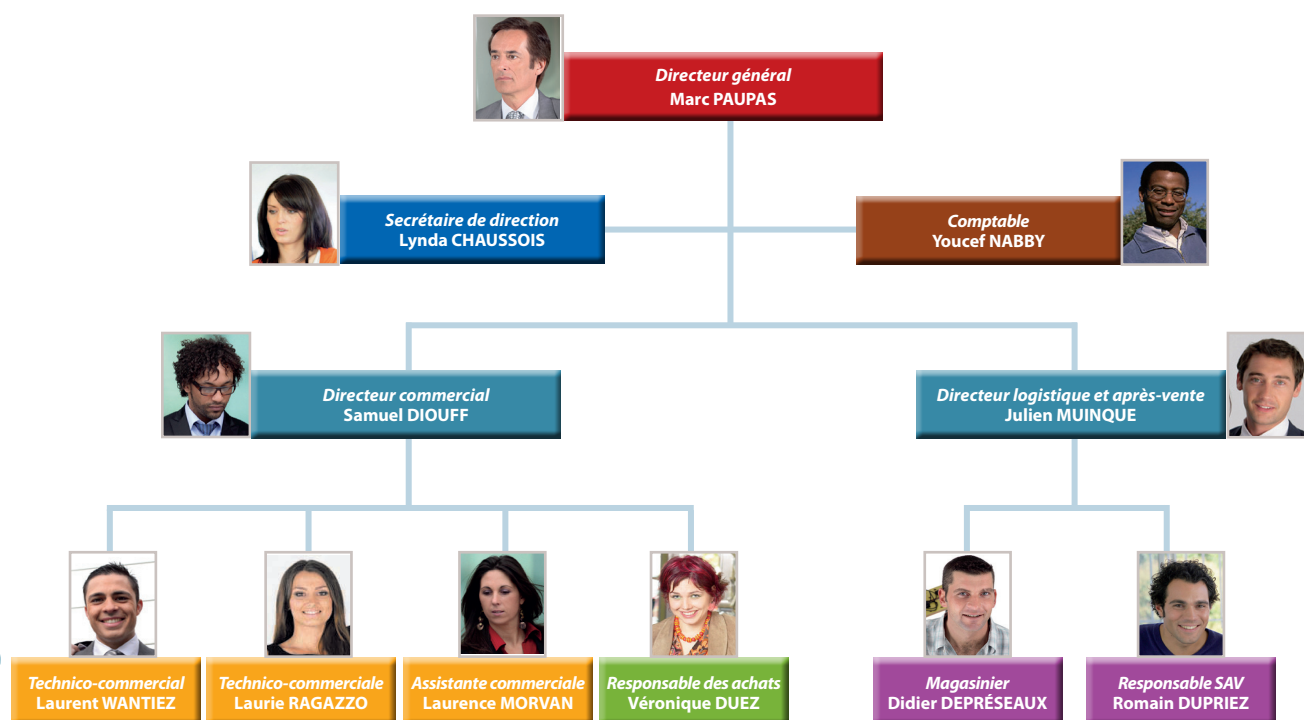 Directeur général
Marc PAUPAS
Secrétaire de direction
Lynda CHAUSSOIS
Comptable
Youcef NABBY
Directeur commercial
Samuel DIOUFF
Directeur logistique et après-vente
Julien MUINQUE
Technico-commercial
Laurent WANTIEZ
Technico-commerciale
Laurie RAGAZZO
Assistante commerciale
Laurence MORVAN
Responsable des achats
Véronique DUEZ
Magasinier
Didier DEPRÉSEAUX
Responsable SAV
Romain DUPRIEZ